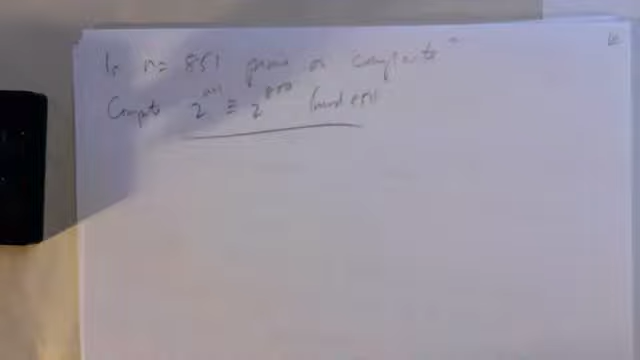 Is n = 851 prime or composite?
Compute 2^{n-1} ≡ 2^{850} (mod 851)